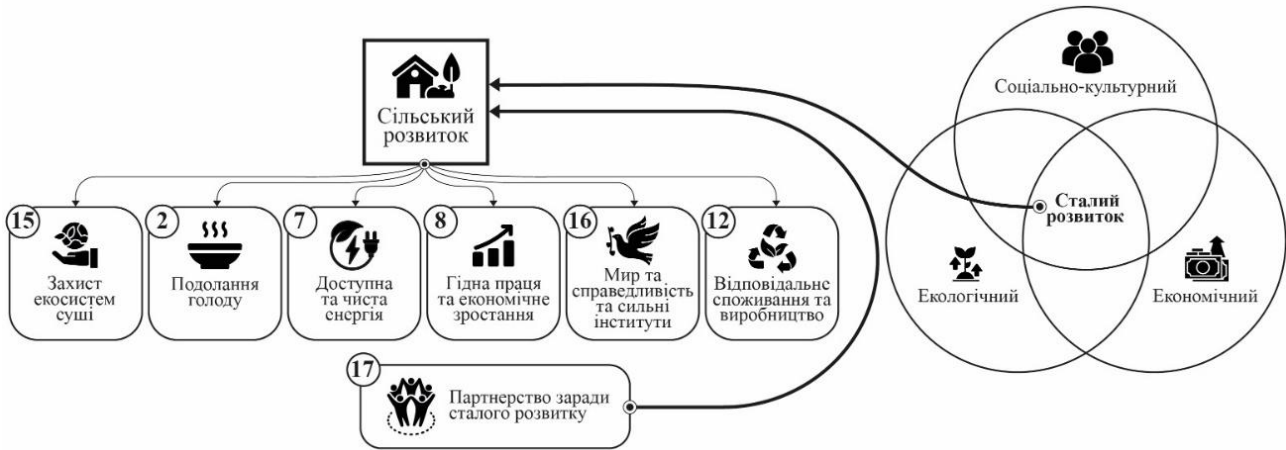 Сільський
розвиток
15
Захист
екосистем
суші
2
Подолання
голоду
7
Доступна
та чиста
енергія
8
Гідна праця
та економічне
зростання
16
Мир та
справедливість
та сильні
інститути
12
Відповідальне
споживання та
виробництво
17
Партнерство заради
сталого розвитку
Соціально-культурний
Сталий
розвиток
Екологічний
Економічний